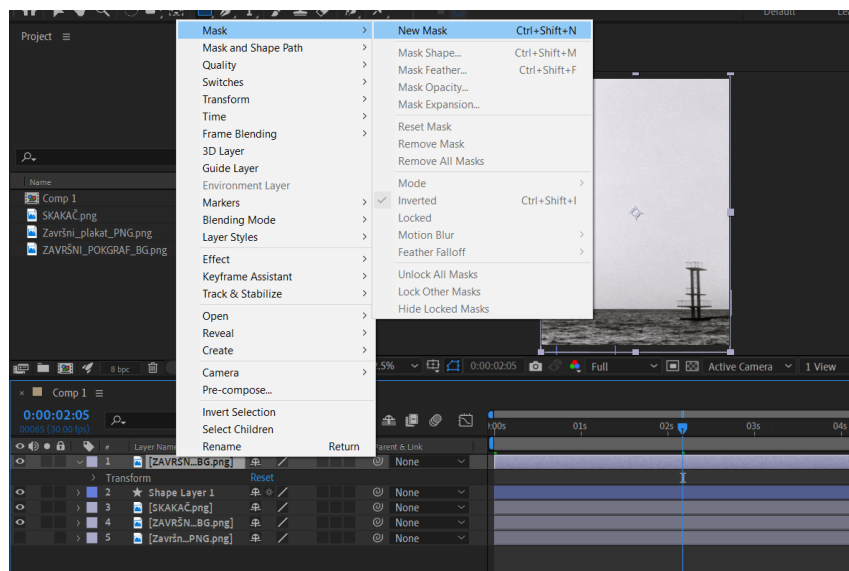 Default
Project
Mask
Mask and Shape Path
Quality
Switches
Transform
Time
Frame Blending
3D Layer
Guide Layer
Environment Layer
Markers
Blending Mode
Layer Styles
Effect
Keyframe Assistant
Track & Stabilize
Open
Reveal
Create
Camera
Pre-compose...
Invert Selection
Select Children
Rename Return
New Mask Ctrl+Shift+N
Mask Shape... Ctrl+Shift+M
Mask Feather... Ctrl+Shift+F
Mask Opacity...
Mask Expansion...
Reset Mask
Remove Mask
Remove All Masks
Mode
Inverted Ctrl+Shift+I
Locked
Motion Blur
Feather Falloff
Unlock All Masks
Lock Other Masks
Hide Locked Masks
Name
Comp 1
SKAKAČ.png
Završni_plakat_PNG.png
ZAVRŠNI_POKGRAF_BG.png
8 bpc
.5% 0:00:02:05 Full Active Camera 1 View
Comp 1
0:00:02:05
00065 (30.00 fps)
:00s 01s 02s 03s 04s
# Layer Name Parent & Link
1 [ZAVRŠN...BG.png] None
Transform Reset
2 Shape Layer 1 None
3 [SKAKAČ.png] None
4 [ZAVRŠN...BG.png] None
5 [Završn...PNG.png] None